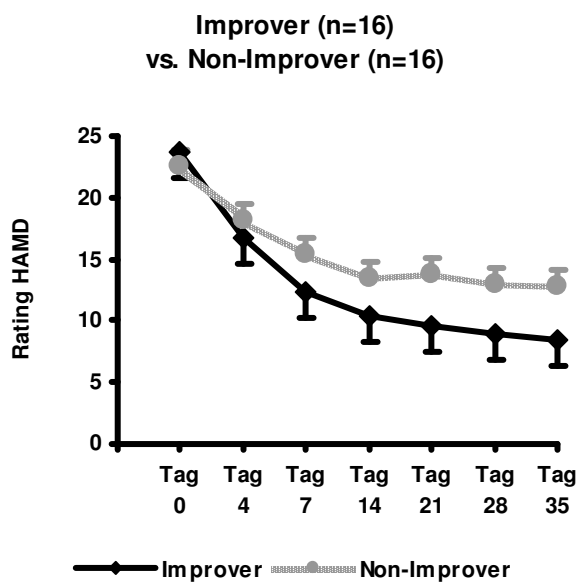 Improver (n=16)
vs. Non-Improver (n=16)
Rating HAMD
25
20
15
10
5
0
Tag 0
Tag 4
Tag 7
Tag 14
Tag 21
Tag 28
Tag 35
Improver
Non-Improver